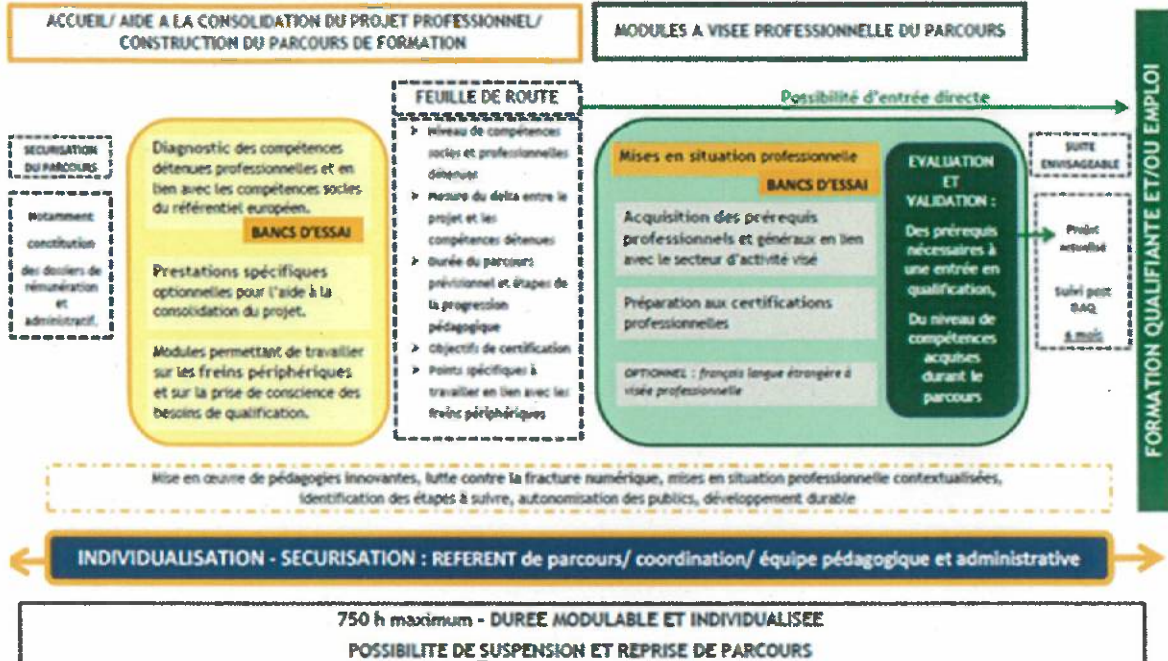 ACCUEIL/ AIDE A LA CONSOLIDATION DU PROJET PROFESSIONNEL/
CONSTRUCTION DU PARCOURS DE FORMATION
MODULES A VISEE PROFESSIONNELLE DU PARCOURS
FEUILLE DE ROUTE
Possibilité d'entrée directe
SECURISATION
DU PARCOURS
Notamment
constitution
des dossiers de
rémunération
et
administratif.
Diagnostic des compétences
détenues professionnelles et en
lien avec les compétences socles
du référentiel européen.
BANCS D'ESSAI
Prestations spécifiques
optionnelles pour l'aide à la
consolidation du projet.
Modules permettant de travailler
sur les freins périphériques
et sur la prise de conscience des
besoins de qualification.
➤ Niveau de compétences
socles et professionnelles
détenues
➤ Mesure du delta entre le
projet et les
compétences détenues
➤ Durée du parcours
prévisionnel et étapes de
la progression
pédagogique
➤ Objectifs de certification
➤ Points spécifiques à
travailler en lien avec les
freins périphériques
Mises en situation professionnelle
BANCS D'ESSAI
Acquisition des prérequis
professionnels et généraux en lien
avec le secteur d'activité visé
Préparation aux certifications
professionnelles
OPTIONNEL : français langue étrangère à
visée professionnelle
EVALUATION
ET
VALIDATION :
Des prérequis
nécessaires à
une entrée en
qualification,
Du niveau de
compétences
acquises
durant le
parcours
SUITE
ENVISAGEABLE
Projet
actualisé
Suivi post
DAQ
6 mois
FORMATION QUALIFIANTE ET/OU EMPLOI
Mise en œuvre de pédagogies innovantes, lutte contre la fracture numérique, mises en situation professionnelle contextualisées,
identification des étapes à suivre, autonomisation des publics, développement durable
INDIVIDUALISATION - SECURISATION : REFERENT de parcours/ coordination/ équipe pédagogique et administrative
750 h maximum - DUREE MODULABLE ET INDIVIDUALISEE
POSSIBILITE DE SUSPENSION ET REPRISE DE PARCOURS